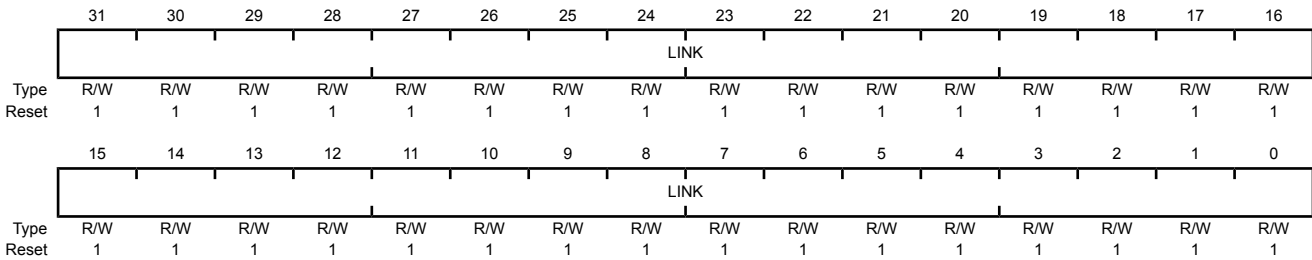 31 30 29 28 27 26 25 24 23 22 21 20 19 18 17 16
LINK
Type R/W R/W R/W R/W R/W R/W R/W R/W R/W R/W R/W R/W R/W R/W R/W R/W
Reset 1 1 1 1 1 1 1 1 1 1 1 1 1 1 1 1
15 14 13 12 11 10 9 8 7 6 5 4 3 2 1 0
LINK
Type R/W R/W R/W R/W R/W R/W R/W R/W R/W R/W R/W R/W R/W R/W R/W R/W
Reset 1 1 1 1 1 1 1 1 1 1 1 1 1 1 1 1